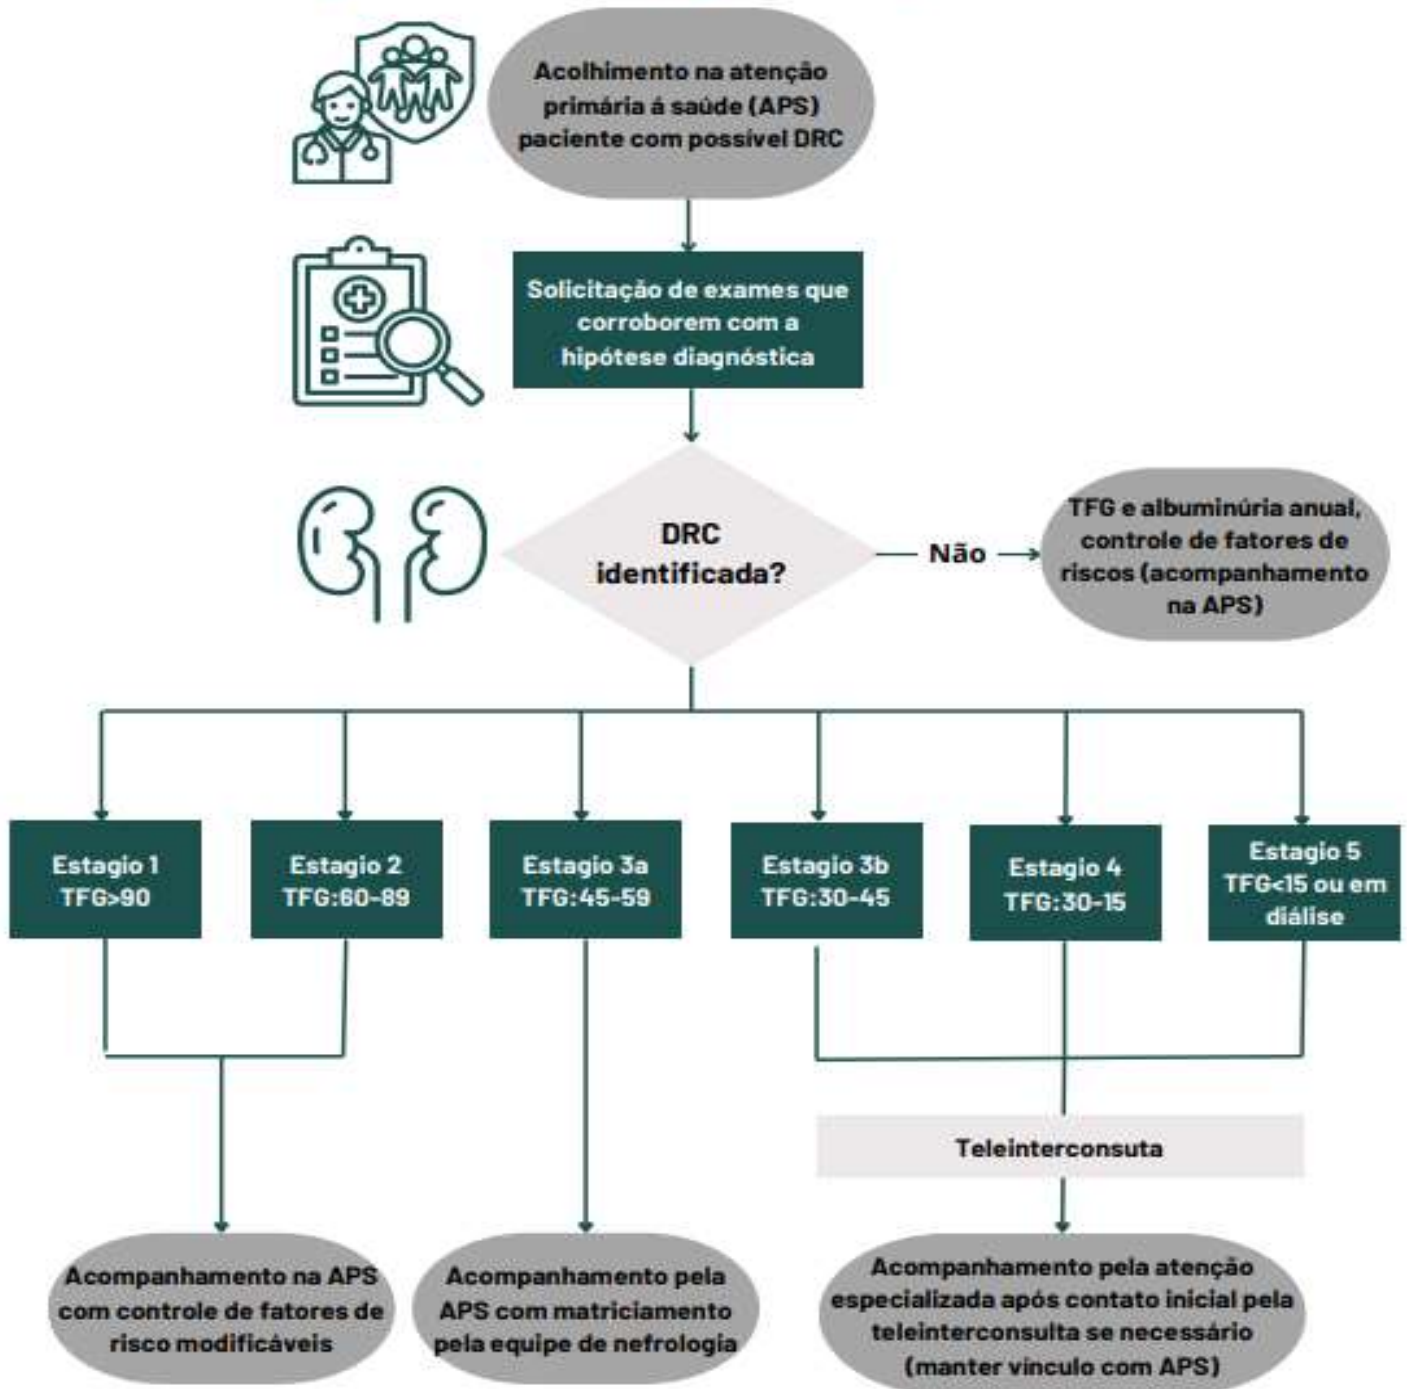 Acolhimento na atenção
primária á saúde (APS)
paciente com possível DRC
Solicitação de exames que
corroborem com a
hipótese diagnóstica
DRC
identificada?
Não
TFG e albuminúria anual,
controle de fatores de
riscos (acompanhamento
na APS)
Estagio 1
TFG>90
Estagio 2
TFG:60-89
Estagio 3a
TFG:45-59
Estagio 3b
TFG:30-45
Estagio 4
TFG:30-15
Estagio 5
TFG<15 ou em
diálise
Teleinterconsuta
Acompanhamento na APS
com controle de fatores de
risco modificáveis
Acompanhamento pela
APS com matriciamento
pela equipe de nefrologia
Acompanhamento pela atenção
especializada após contato inicial pela
teleinterconsulta se necessário
(manter vínculo com APS)